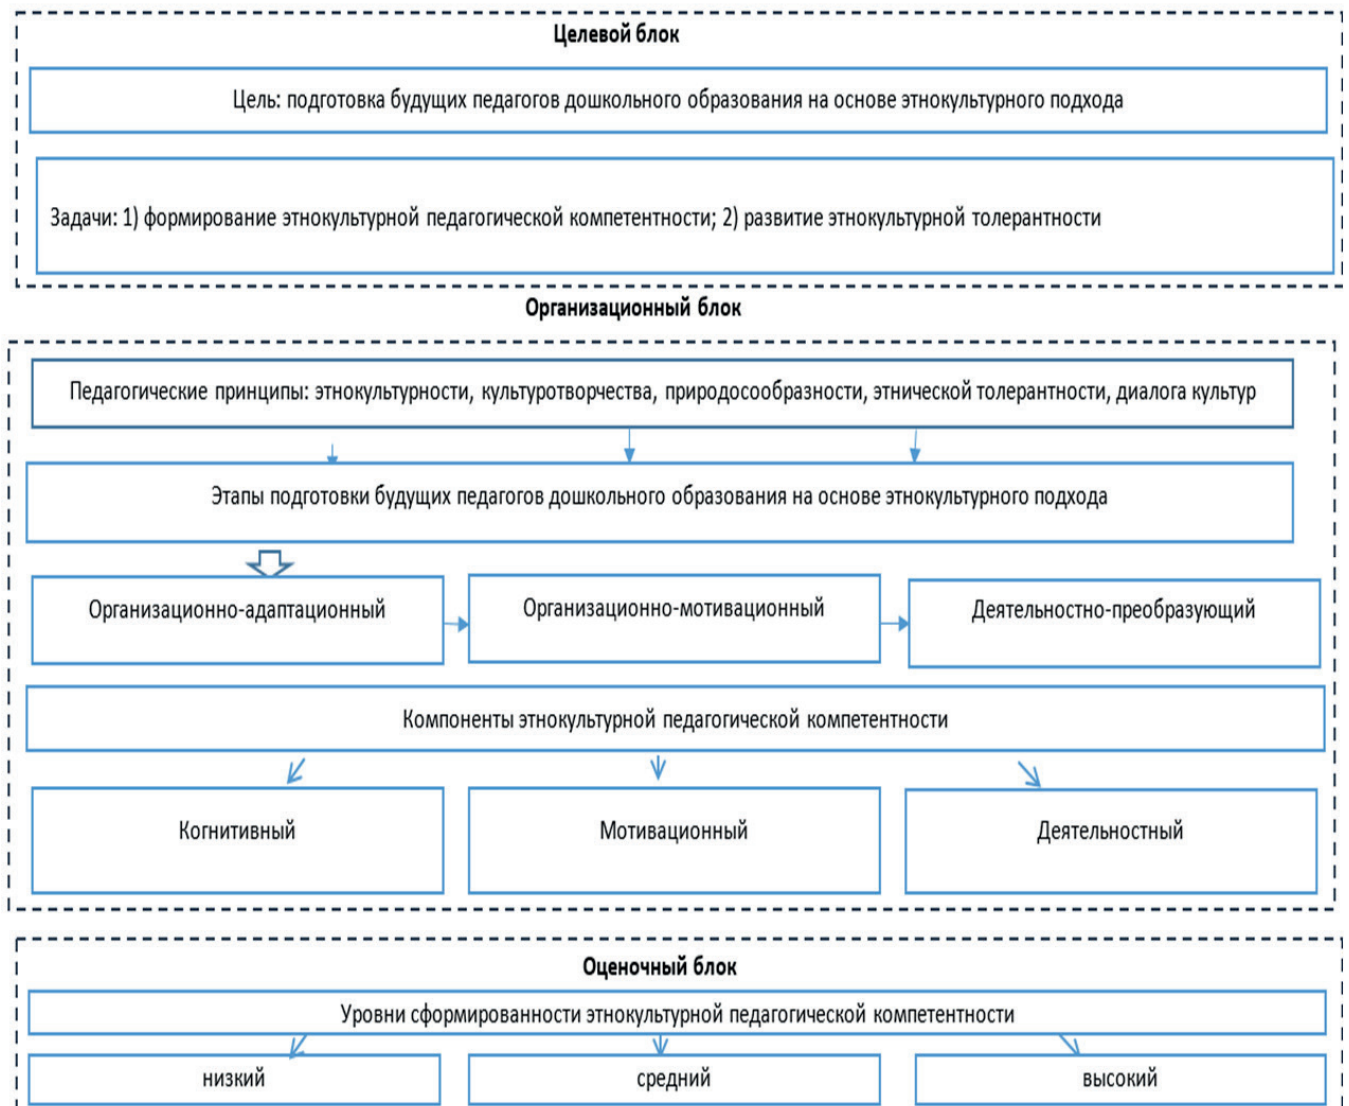 Целевой блок
Цель: подготовка будущих педагогов дошкольного образования на основе этнокультурного подхода
Задачи: 1) формирование этнокультурной педагогической компетентности; 2) развитие этнокультурной толерантности
Организационный блок
Педагогические принципы: этнокультурности, культуротворчества, природосообразности, этнической толерантности, диалога культур
Этапы подготовки будущих педагогов дошкольного образования на основе этнокультурного подхода
Организационно-адаптационный
Организационно-мотивационный
Деятельностно-преобразующий
Компоненты этнокультурной педагогической компетентности
Когнитивный
Мотивационный
Деятельностный
Оценочный блок
Уровни сформированности этнокультурной педагогической компетентности
низкий
средний
высокий